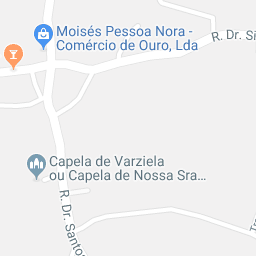 Moisés Pessoa Nora -
Comércio de Ouro, Lda
R. Dr. Si
Capela de Varziela
ou Capela de Nossa Sra...
R. Dr. Santo